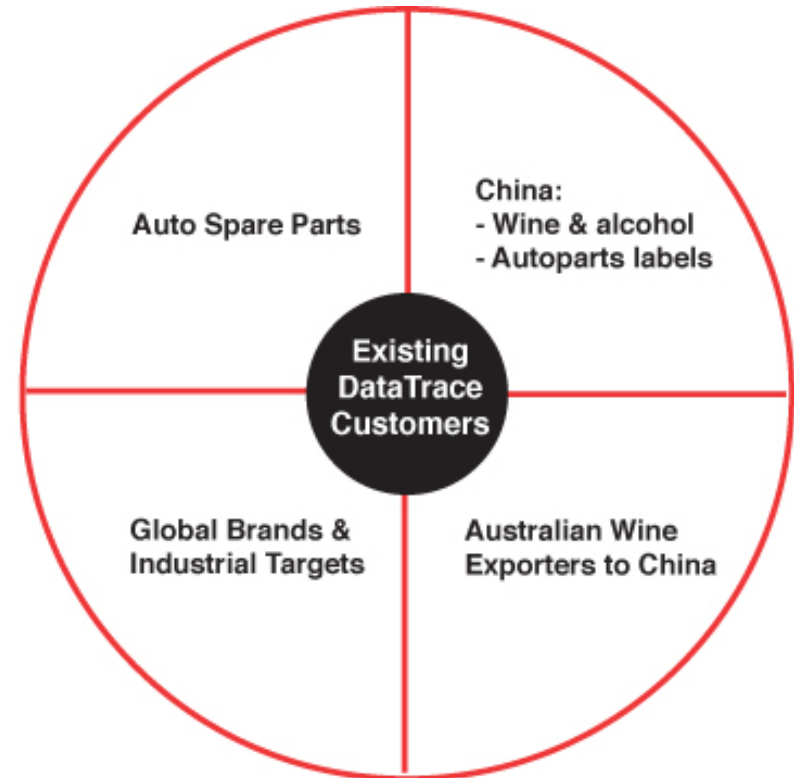 Auto Spare Parts
China:
- Wine & alcohol
- Autoparts labels
Existing
DataTrace
Customers
Global Brands &
Industrial Targets
Australian Wine
Exporters to China